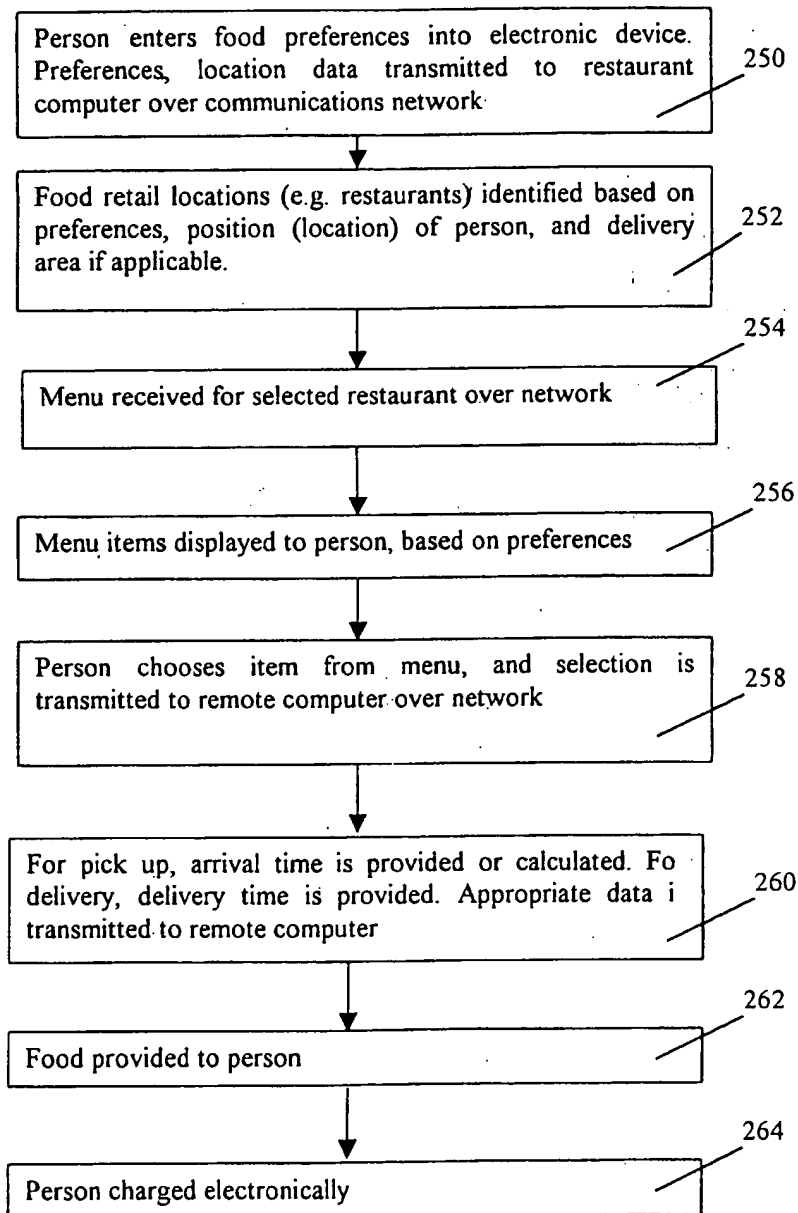 Person enters food preferences into electronic device.
Preferences, location data transmitted to restaurant
computer over communications network
250
Food retail locations (e.g. restaurants) identified based on
preferences, position (location) of person, and delivery
area if applicable.
252
254
Menu received for selected restaurant over network
256
Menu items displayed to person, based on preferences
Person chooses item from menu, and selection is
transmitted to remote computer over network
258
For pick up, arrival time is provided or calculated. Fo
delivery, delivery time is provided. Appropriate data i
transmitted to remote computer
260
262
Food provided to person
264
Person charged electronically